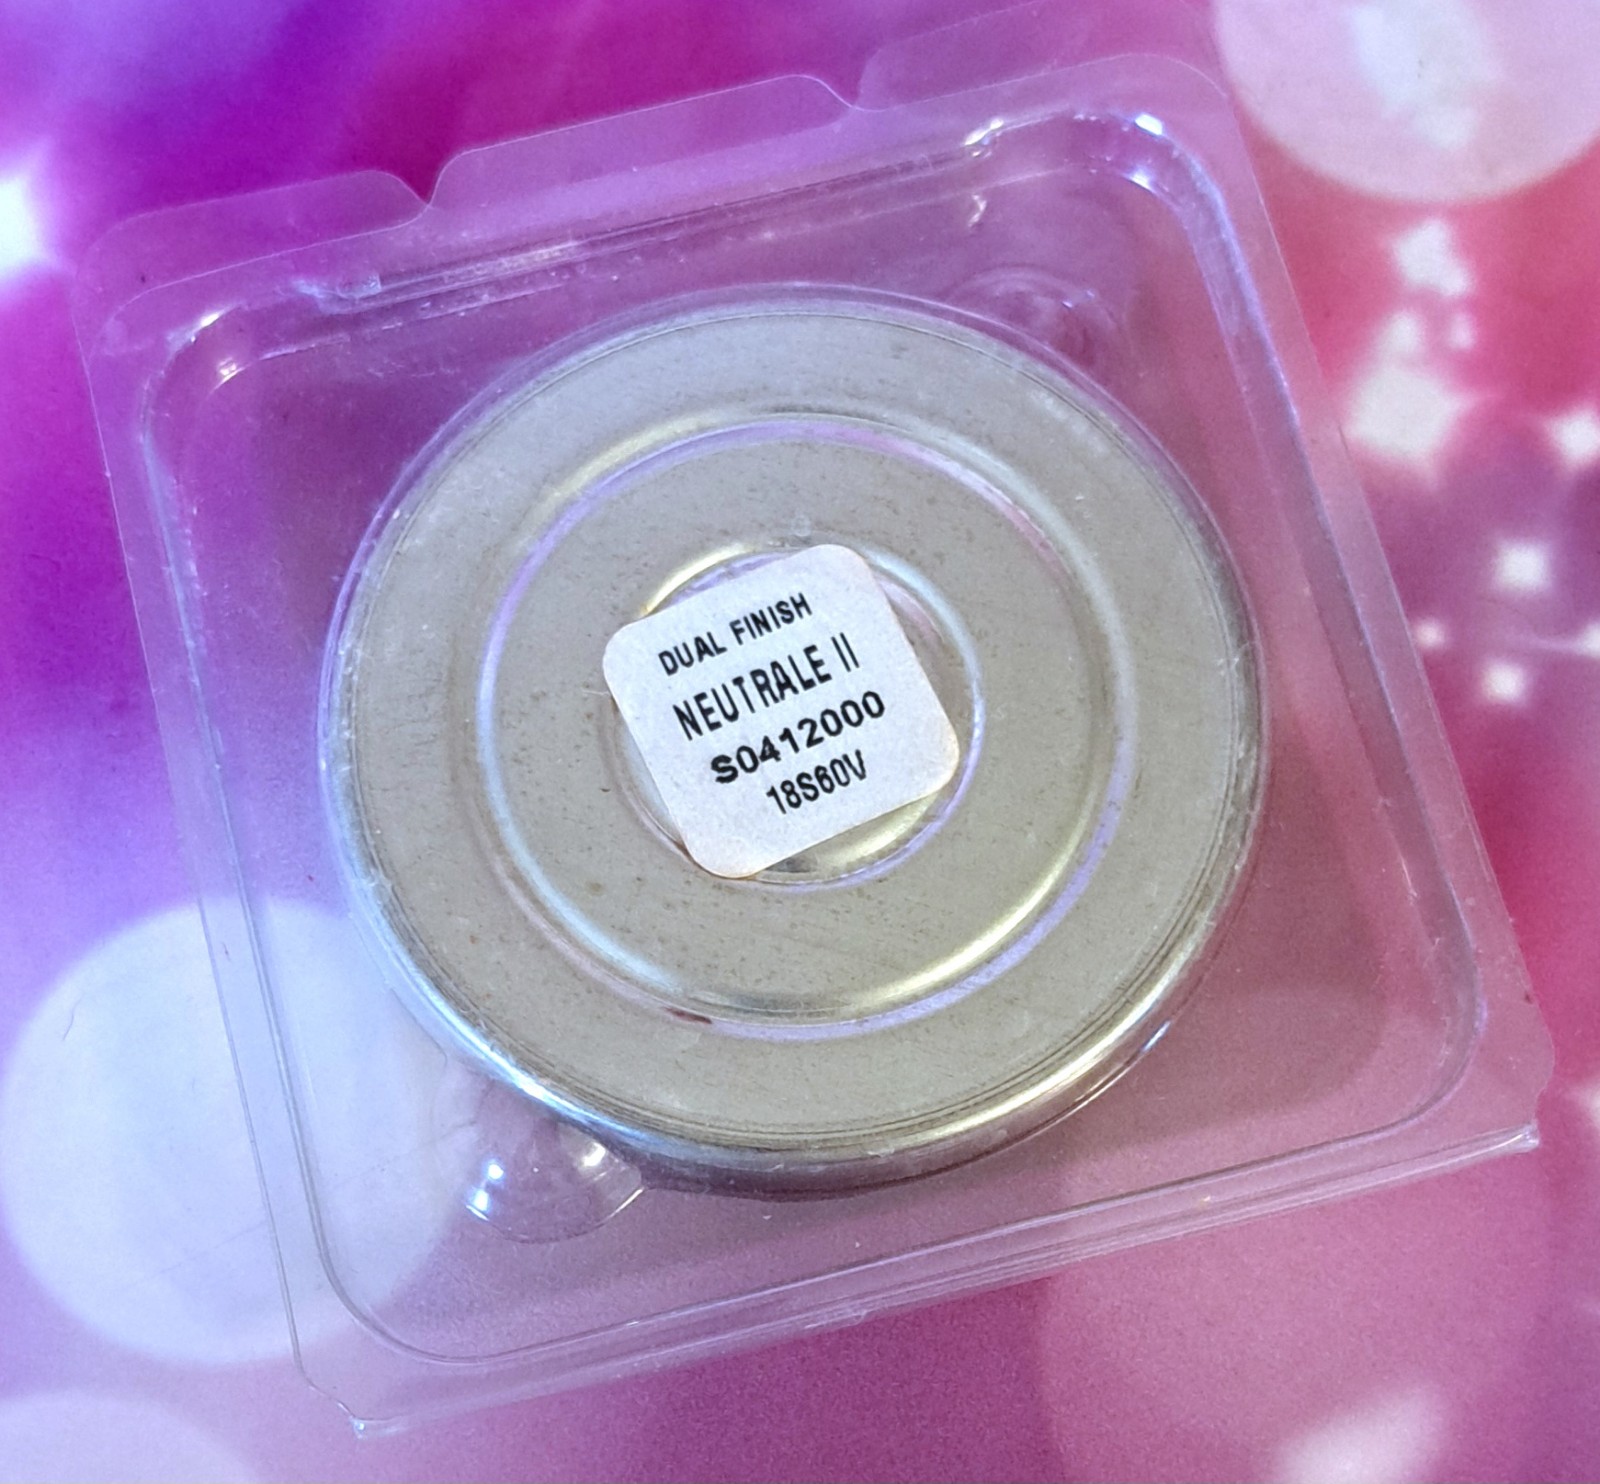 DUAL FINISH
NEUTRALE II
S0412000
18S60V